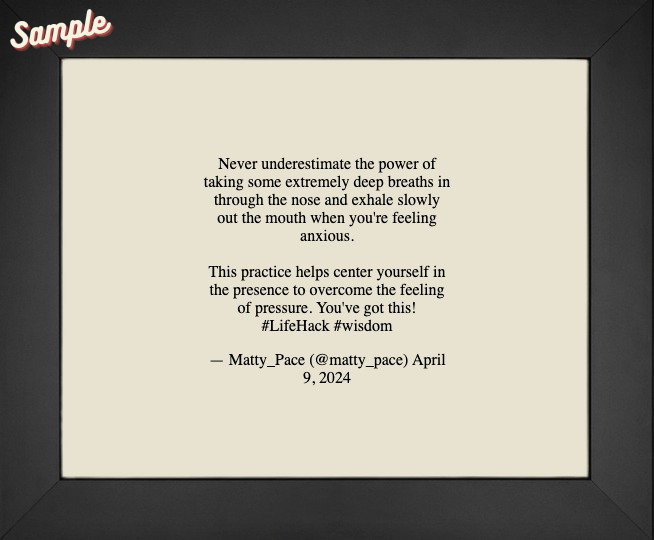 Sample
Never underestimate the power of
taking some extremely deep breaths in
through the nose and exhale slowly
out the mouth when you're feeling
anxious.
This practice helps center yourself in
the presence to overcome the feeling
of pressure. You've got this!
#LifeHack #wisdom
— Matty_Pace (@matty_pace) April
9, 2024